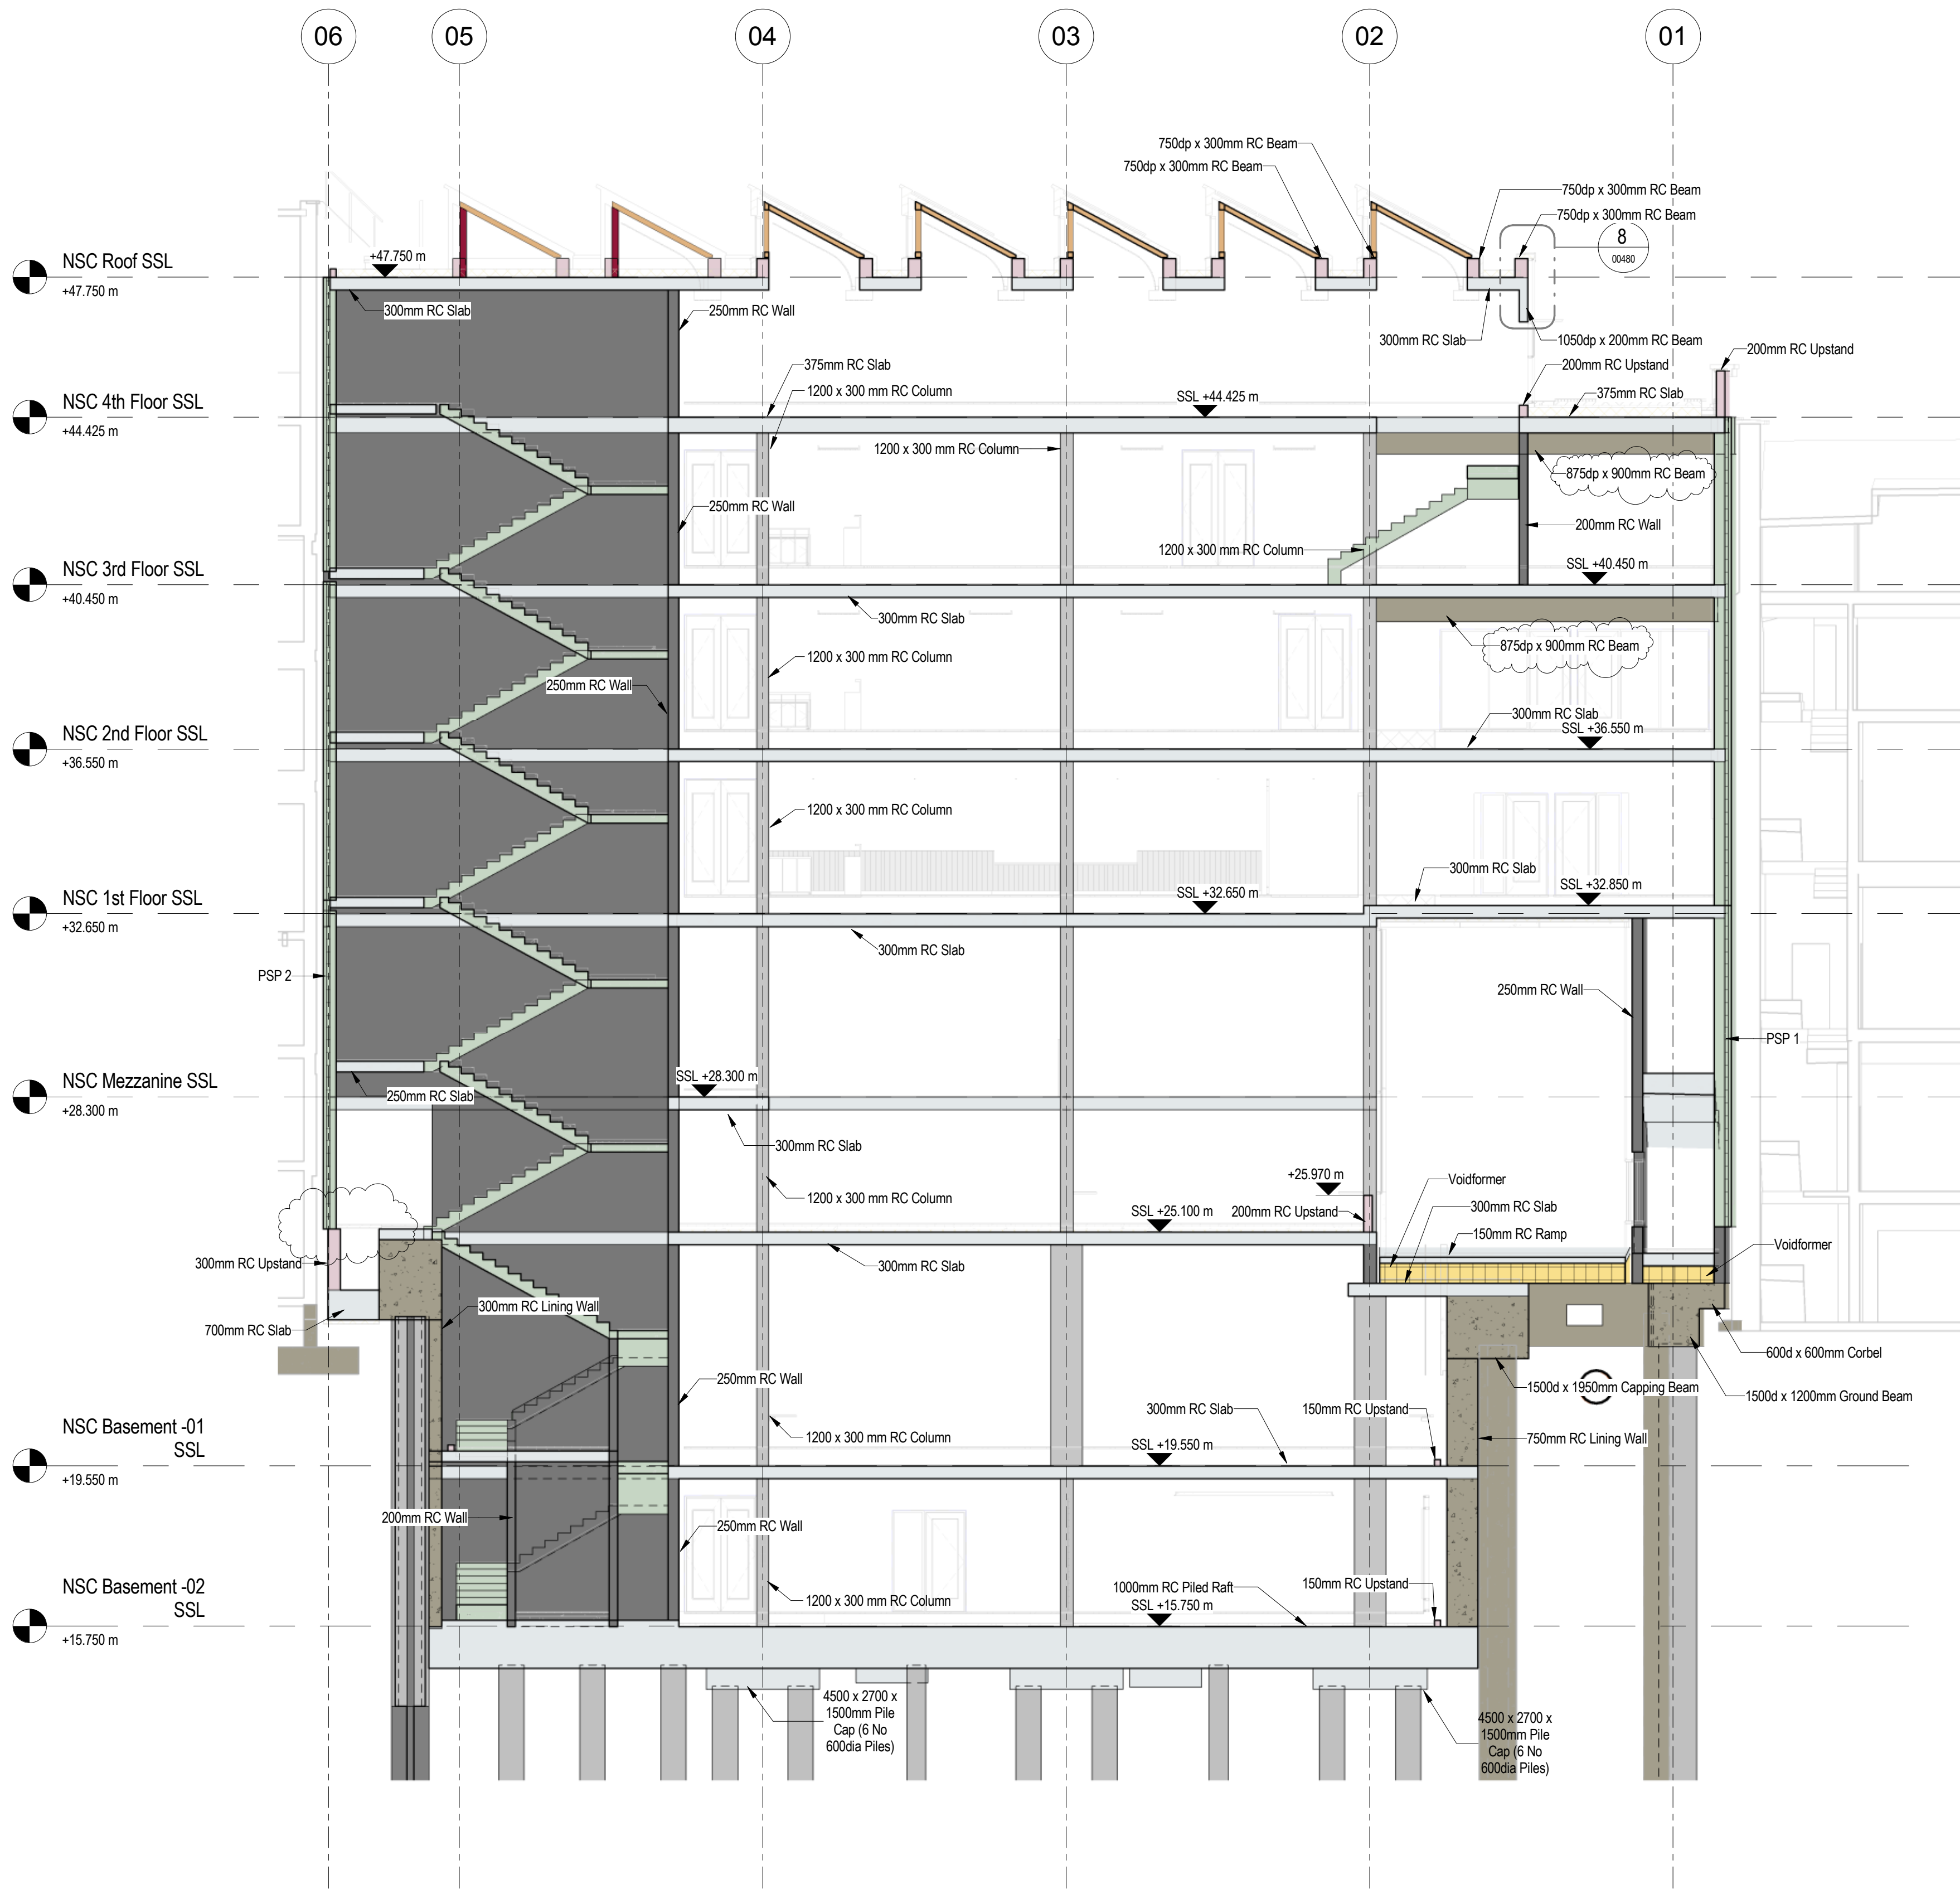 06
05
04
03
02
01
750dp x 300mm RC Beam
750dp x 300mm RC Beam
750dp x 300mm RC Beam
750dp x 300mm RC Beam
8
00480
NSC Roof SSL
+47.750 m
+47.750 m
300mm RC Slab
250mm RC Wall
300mm RC Slab
1050dp x 200mm RC Beam
200mm RC Upstand
375mm RC Slab
200mm RC Upstand
1200 x 300 mm RC Column
375mm RC Slab
NSC 4th Floor SSL
+44.425 m
SSL +44.425 m
1200 x 300 mm RC Column
875dp x 900mm RC Beam
250mm RC Wall
200mm RC Wall
1200 x 300 mm RC Column
NSC 3rd Floor SSL
+40.450 m
SSL +40.450 m
300mm RC Slab
875dp x 900mm RC Beam
1200 x 300 mm RC Column
250mm RC Wall
300mm RC Slab
NSC 2nd Floor SSL
+36.550 m
SSL +36.550 m
1200 x 300 mm RC Column
300mm RC Slab
NSC 1st Floor SSL
+32.650 m
SSL +32.650 m
SSL +32.850 m
300mm RC Slab
PSP 2
250mm RC Wall
PSP 1
NSC Mezzanine SSL
+28.300 m
SSL +28.300 m
250mm RC Slab
300mm RC Slab
+25.970 m
Voidformer
1200 x 300 mm RC Column
300mm RC Slab
SSL +25.100 m
200mm RC Upstand
150mm RC Ramp
Voidformer
300mm RC Upstand
300mm RC Slab
300mm RC Lining Wall
700mm RC Slab
600d x 600mm Corbel
250mm RC Wall
1500d x 1950mm Capping Beam
1500d x 1200mm Ground Beam
300mm RC Slab
150mm RC Upstand
NSC Basement -01
SSL
+19.550 m
1200 x 300 mm RC Column
SSL +19.550 m
750mm RC Lining Wall
200mm RC Wall
250mm RC Wall
NSC Basement -02
SSL
+15.750 m
1200 x 300 mm RC Column
1000mm RC Piled Raft
SSL +15.750 m
150mm RC Upstand
4500 x 2700 x
1500mm Pile
Cap (6 No
600dia Piles)
4500 x 2700 x
1500mm Pile
Cap (6 No
600dia Piles)